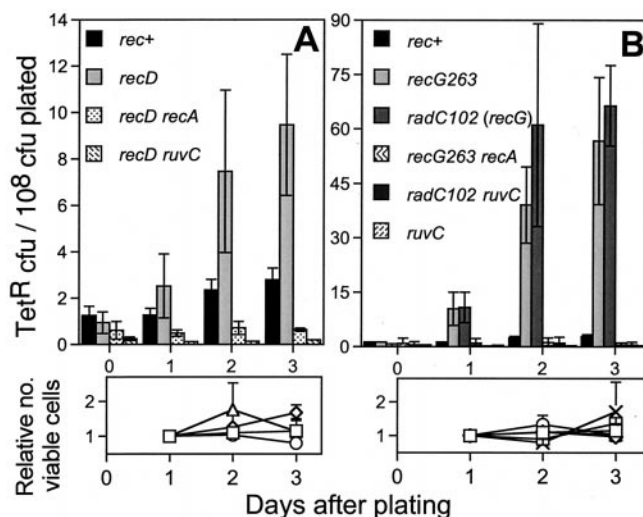 A
14
12
10
8
6
4
2
0
TetR cfu / 10⁸ cfu plated
rec+
recD
recD recA
recD ruvC
0 1 2 3
B
90
75
60
45
30
15
0
rec+
recG263
radC102 (recG)
recG263 recA
radC102 ruvC
ruvC
0 1 2 3
Relative no.
viable cells
2
1
0 1 2 3
2
1
0 1 2 3
Days after plating